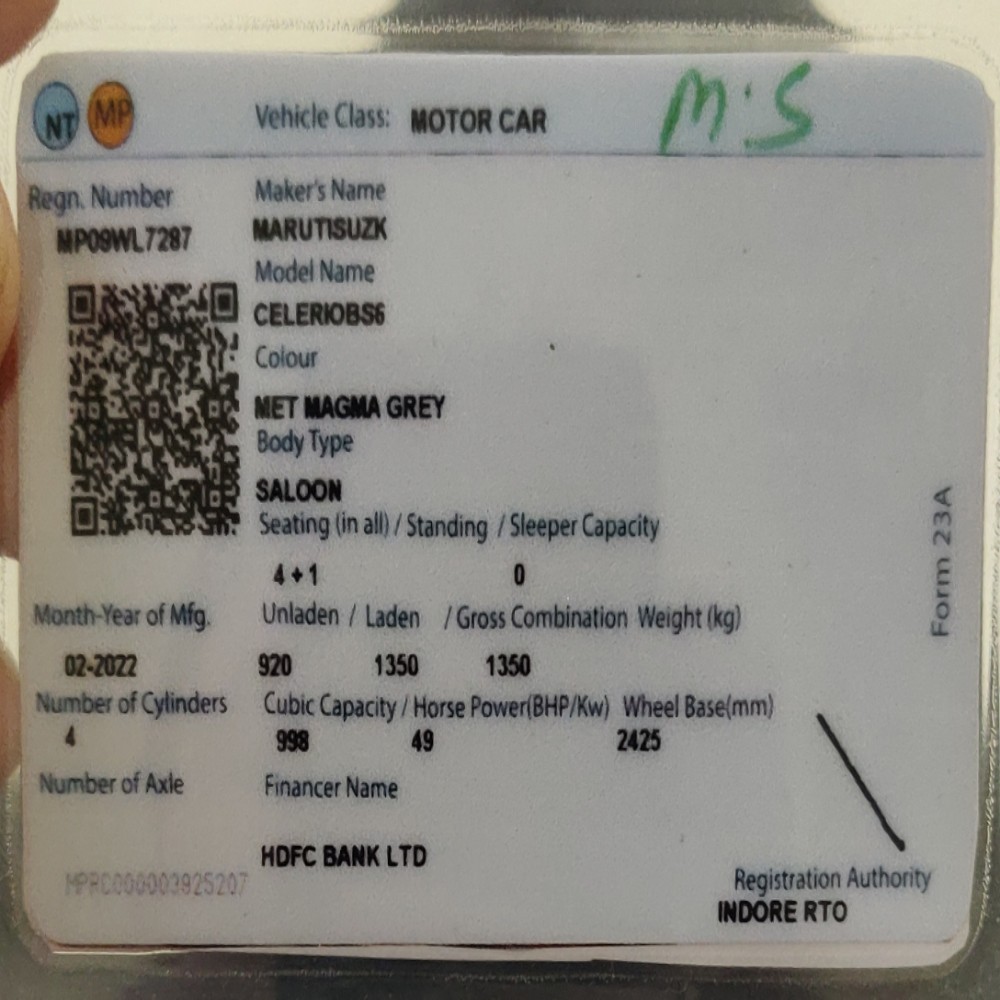 NT MP Vehicle Class: MOTOR CAR M.S
Regn. Number Maker's Name
MP09WL7287 MARUTISUZK
Model Name
CELERIOBS6
Colour
MET MAGMA GREY
Body Type
SALOON
Seating (in all) / Standing / Sleeper Capacity
4+1 0
Month-Year of Mfg. Unladen / Laden / Gross Combination Weight (kg)
02-2022 920 1350 1350
Number of Cylinders Cubic Capacity / Horse Power(BHP/Kw) Wheel Base(mm)
4 998 49 2425
Number of Axle Financer Name
HDFC BANK LTD
MPRC000003925207
Registration Authority
INDORE RTO
Form 23A